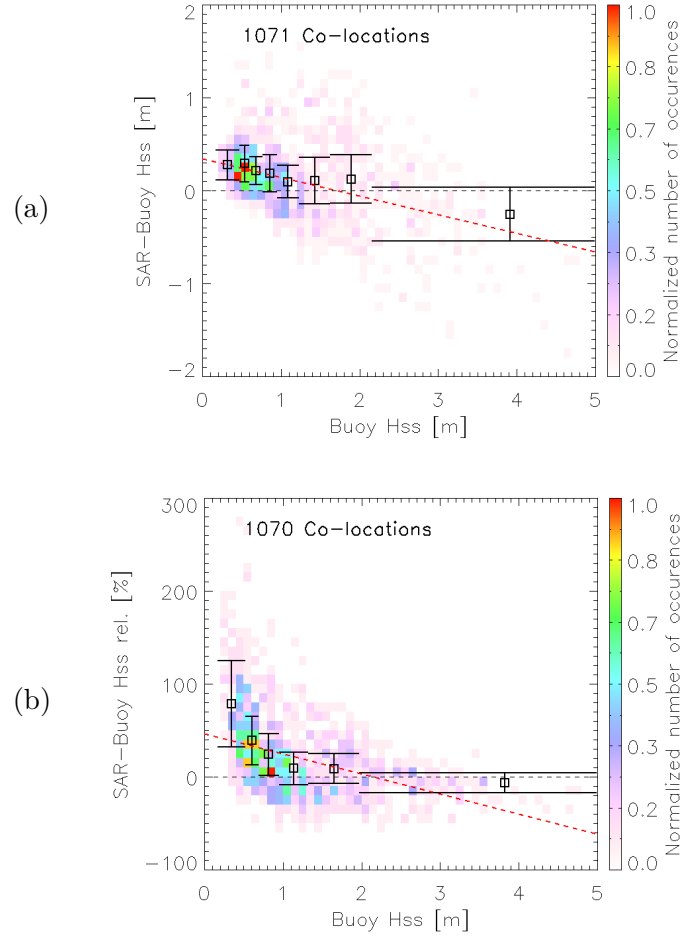 (a)
1071 Co-locations
SAR-Buoy Hss [m]
2
1
0
-1
-2
0 1 2 3 4 5
Buoy Hss [m]
1.0
0.8
0.7
0.5
0.3
0.2
0.0
Normalized number of occurences
(b)
1070 Co-locations
SAR-Buoy Hss rel. [%]
300
200
100
0
-100
0 1 2 3 4 5
Buoy Hss [m]
1.0
0.8
0.7
0.5
0.3
0.2
0.0
Normalized number of occurences